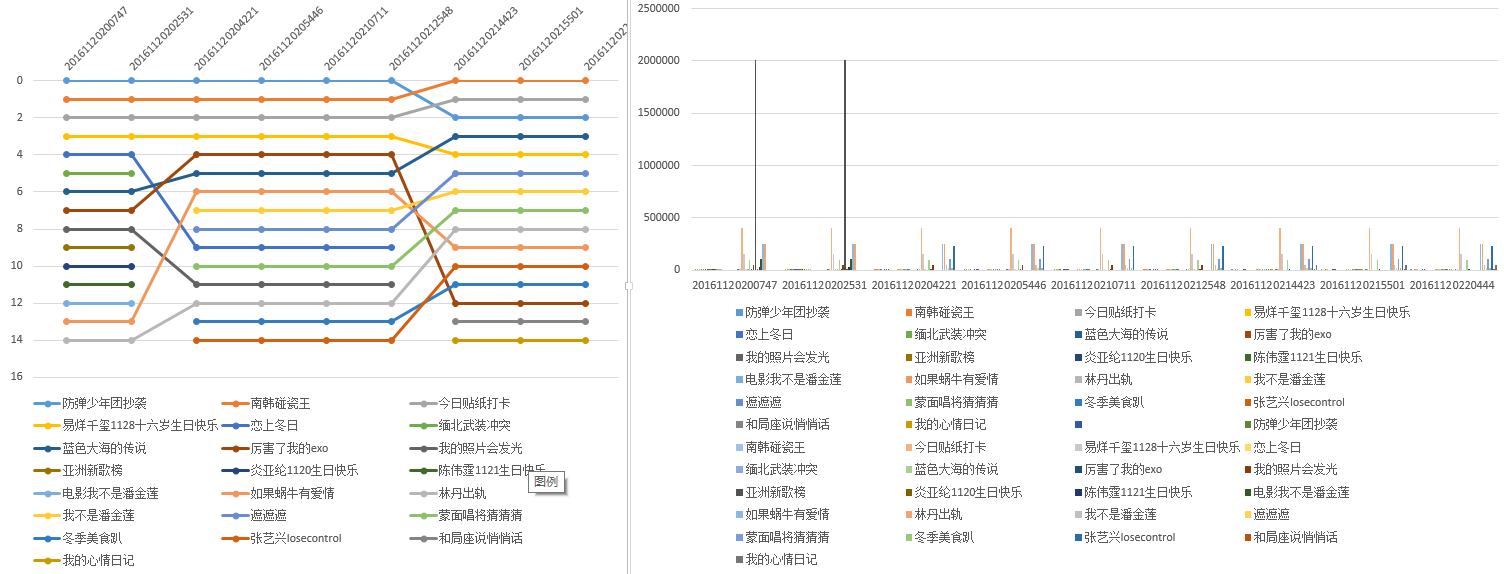 20161120200747
20161120202531
20161120204221
20161120205446
20161120210711
20161120212548
20161120214423
20161120215501
0
2
4
6
8
10
12
14
16
防弹少年团抄袭 南韩碰瓷王 今日贴纸打卡
易烊千玺1128十六岁生日快乐 恋上冬日 缅北武装冲突
蓝色大海的传说 厉害了我的exo 我的照片会发光
亚洲新歌榜 炎亚纶1120生日快乐 陈伟霆1121生日快乐
图例
电影我不是潘金莲 如果蜗牛有爱情 林丹出轨
我不是潘金莲 遮遮遮 蒙面唱将猜猜猜
冬季美食趴 张艺兴losecontrol 和局座说悄悄话
我的心情日记
2500000
2000000
1500000
1000000
500000
0
20161120200747 20161120202531 20161120204221 20161120205446 20161120210711 20161120212548 20161120214423 20161120215501 20161120220444
防弹少年团抄袭 南韩碰瓷王 今日贴纸打卡 易烊千玺1128十六岁生日快乐
恋上冬日 缅北武装冲突 蓝色大海的传说 厉害了我的exo
我的照片会发光 亚洲新歌榜 炎亚纶1120生日快乐 陈伟霆1121生日快乐
电影我不是潘金莲 如果蜗牛有爱情 林丹出轨 我不是潘金莲
遮遮遮 蒙面唱将猜猜猜 冬季美食趴 张艺兴losecontrol
和局座说悄悄话 我的心情日记 防弹少年团抄袭
南韩碰瓷王 今日贴纸打卡 易烊千玺1128十六岁生日快乐 恋上冬日
缅北武装冲突 蓝色大海的传说 厉害了我的exo 我的照片会发光
亚洲新歌榜 炎亚纶1120生日快乐 陈伟霆1121生日快乐 电影我不是潘金莲
如果蜗牛有爱情 林丹出轨 我不是潘金莲 遮遮遮
蒙面唱将猜猜猜 冬季美食趴 张艺兴losecontrol 和局座说悄悄话
我的心情日记